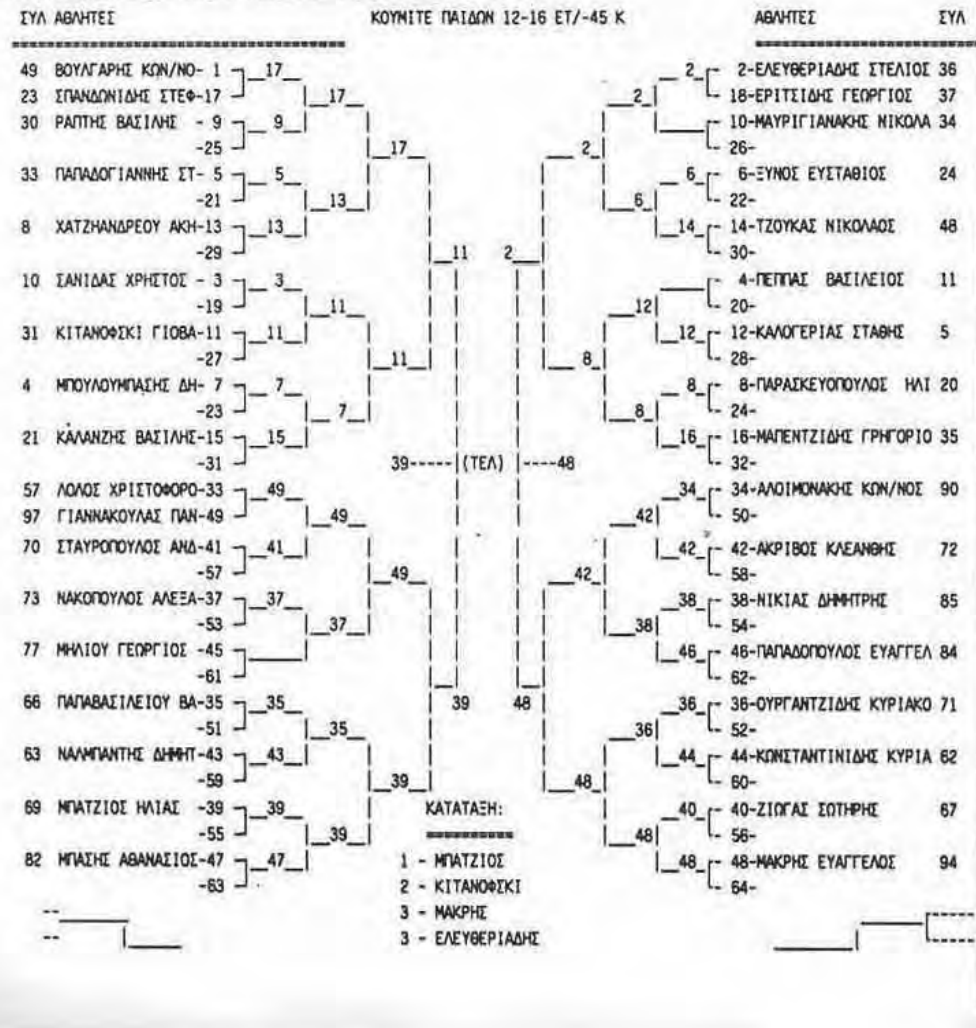 ΣΥΛ ΑΘΛΗΤΕΣ ΚΟΥΜΙΤΕ ΠΑΙΔΩΝ 12-16 ΕΤ/-45 Κ ΑΘΛΗΤΕΣ ΣΥΛ
49 ΒΟΥΛΓΑΡΗΣ ΚΩΝ/ΝΟ- 1 17 2 2-ΕΛΕΥΘΕΡΙΑΔΗΣ ΣΤΕΛΙΟΣ 36
23 ΣΠΑΝΔΩΝΙΔΗΣ ΣΤΕΦ-17 17 2 18-ΕΡΙΤΣΙΔΗΣ ΓΕΩΡΓΙΟΣ 37
30 ΡΑΠΤΗΣ ΒΑΣΙΛΗΣ - 9 9 10-ΜΑΥΡΙΓΙΑΝΑΚΗΣ ΝΙΚΟΛΑ 34
-25 17 2 26-
33 ΠΑΠΑΔΟΓΙΑΝΝΗΣ ΣΤ- 5 5 6 6-ΞΥΝΟΣ ΕΥΣΤΑΘΙΟΣ 24
-21 13 6 22-
8 ΧΑΤΖΗΑΝΔΡΕΟΥ ΑΚΗ-13 13 14 14-ΤΖΟΥΚΑΣ ΝΙΚΟΛΑΟΣ 48
-29 11 2 30-
10 ΣΑΝΙΔΑΣ ΧΡΗΣΤΟΣ - 3 3 4-ΠΕΠΠΑΣ ΒΑΣΙΛΕΙΟΣ 11
-19 11 12 20-
31 ΚΙΤΑΝΟΦΣΚΙ ΓΙΟΒΑ-11 11 12 12-ΚΑΛΟΓΕΡΙΑΣ ΣΤΑΘΗΣ 5
-27 11 8 28-
4 ΜΠΟΥΛΟΥΜΠΑΣΗΣ ΔΗ- 7 7 8 8-ΠΑΡΑΣΚΕΥΟΠΟΥΛΟΣ ΗΛΙ 20
-23 7 8 24-
21 ΚΑΛΑΝΖΗΣ ΒΑΣΙΛΗΣ-15 15 16 16-ΜΑΠΕΝΤΖΙΔΗΣ ΓΡΗΓΟΡΙΟ 35
-31 39-----|(ΤΕΛ) |----48 32-
57 ΛΟΛΟΣ ΧΡΙΣΤΟΦΟΡΟ-33 49 34 34-ΑΛΟΙΜΟΝΑΚΗΣ ΚΩΝ/ΝΟΣ 90
97 ΓΙΑΝΝΑΚΟΥΛΑΣ ΠΑΝ-49 49 42 50-
70 ΣΤΑΥΡΟΠΟΥΛΟΣ ΑΝΔ-41 41 42 42-ΑΚΡΙΒΟΣ ΚΛΕΑΝΘΗΣ 72
-57 49 42 58-
73 ΝΑΚΟΠΟΥΛΟΣ ΑΛΕΞΑ-37 37 38 38-ΝΙΚΙΑΣ ΔΗΜΗΤΡΗΣ 85
-53 37 38 54-
77 ΜΗΛΙΟΥ ΓΕΩΡΓΙΟΣ -45 46 46-ΠΑΠΑΔΟΠΟΥΛΟΣ ΕΥΑΓΓΕΛ 84
-61 62-
66 ΠΑΠΑΒΑΣΙΛΕΙΟΥ ΒΑ-35 35 39 48 36 36-ΟΥΡΓΑΝΤΖΙΔΗΣ ΚΥΡΙΑΚΟ 71
-51 35 36 52-
63 ΝΑΛΜΠΑΝΤΗΣ ΔΗΜΗΤ-43 43 44 44-ΚΩΝΣΤΑΝΤΙΝΙΔΗΣ ΚΥΡΙΑ 62
-59 39 48 60-
69 ΜΠΑΤΖΙΟΣ ΗΛΙΑΣ -39 39 ΚΑΤΑΤΑΞΗ: 40 40-ΖΙΩΓΑΣ ΣΩΤΗΡΗΣ 67
-55 39 48 56-
82 ΜΠΑΣΗΣ ΑΘΑΝΑΣΙΟΣ-47 47 1 - ΜΠΑΤΖΙΟΣ 48 48-ΜΑΚΡΗΣ ΕΥΑΓΓΕΛΟΣ 94
-63 2 - ΚΙΤΑΝΟΦΣΚΙ 64-
3 - ΜΑΚΡΗΣ
3 - ΕΛΕΥΘΕΡΙΑΔΗΣ